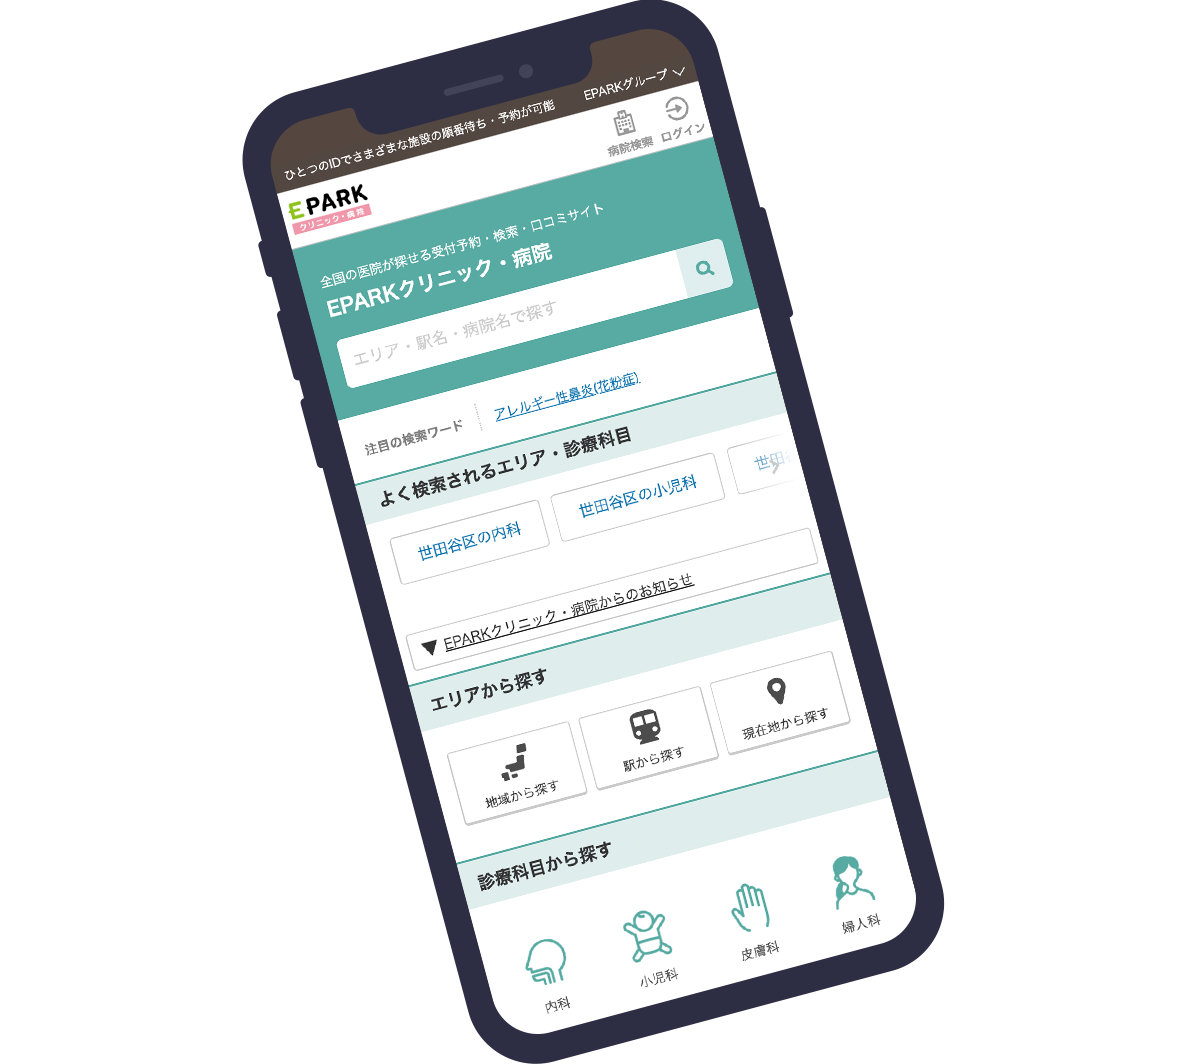 ひとつのIDでさまざまな施設の順番待ち・予約が可能
EPARKグループ
EPARK
クリニック・病院
病院検索
ログイン
全国の医院が探せる受付予約・検索・口コミサイト
EPARKクリニック・病院
エリア・駅名・病院名で探す
注目の検索ワード
アレルギー性鼻炎(花粉症)
よく検索されるエリア・診療科目
世田谷区の内科
世田谷区の小児科
世田
▼ EPARKクリニック・病院からのお知らせ
エリアから探す
地域から探す
駅から探す
現在地から探す
診療科目から探す
内科
小児科
皮膚科
婦人科